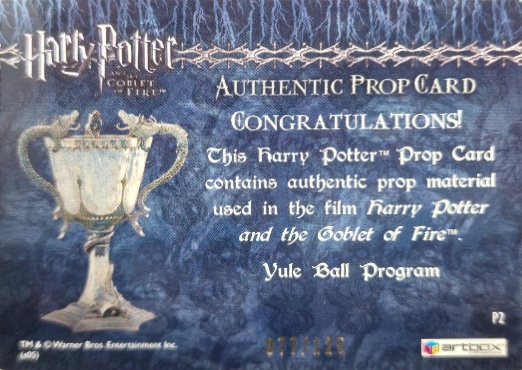 Harry Potter
AND THE
GOBLET
OF FIRE™
AUTHENTIC PROP CARD
CONGRATULATIONS!
This Harry Potter™ Prop Card
contains authentic prop material
used in the film Harry Potter
and the Goblet of Fire™.
Yule Ball Program
P2
TM & © Warner Bros. Entertainment Inc.
(s05)
artbox